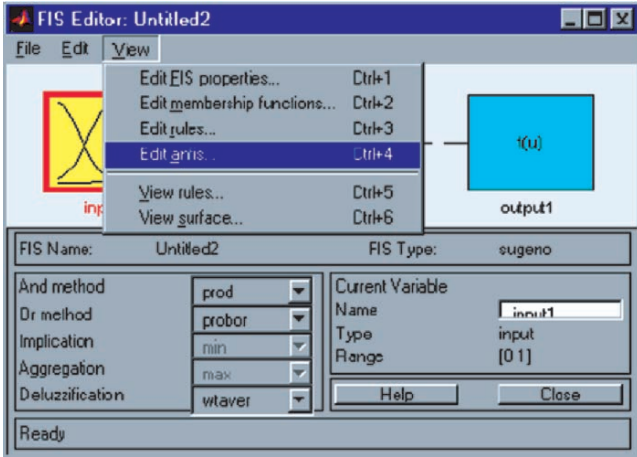 FIS Editor: Untitled2
File Edit View
Edit FIS properties... Ctrl+1
Edit membership functions... Ctrl+2
Edit rules... Ctrl+3
Edit anfis... Ctrl+4
View rules... Ctrl+5
View surface... Ctrl+6
inp
f(u)
output1
FIS Name: Untitled2 FIS Type: sugeno
And method prod
Or method probor
Implication min
Aggregation max
Defuzzification wtaver
Current Variable
Name input1
Type input
Range [0 1]
Help Close
Ready